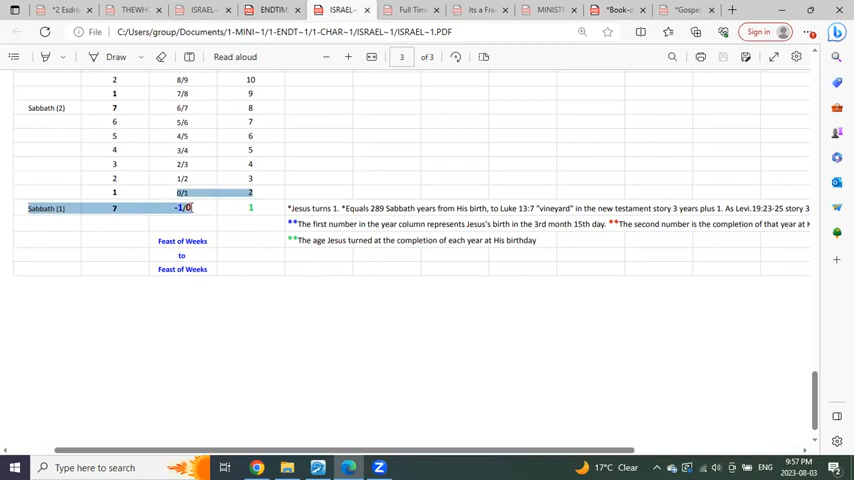 *2 Esdra
THEWHO
ISRAEL
ENDTIM
ISRAEL~
Full Time
Its a Fra
MINISTR
*Book-o
*Gospel
File
C:/Users/group/Documents/1-MINI~1/1-ENDT~1/1-CHAR~1/ISRAEL~1/ISRAEL~1.PDF
Sign in
Draw
Read aloud
3 of 3
2 8/9 10
1 7/8 9
Sabbath (2) 7 6/7 8
6 5/6 7
5 4/5 6
4 3/4 5
3 2/3 4
2 1/2 3
1 0/1 2
Sabbath (1) 7 -1/0 1 *Jesus turns 1. *Equals 289 Sabbath years from His birth, to Luke 13:7 "vineyard" in the new testament story 3 years plus 1. As Levi.19:23-25 story 3
**The first number in the year column represents Jesus's birth in the 3rd month 15th day. **The second number is the completion of that year at H
Feast of Weeks **The age Jesus turned at the completion of each year at His birthday
to
Feast of Weeks
Type here to search
17°C Clear
ENG
9:57 PM
2023-08-03
2